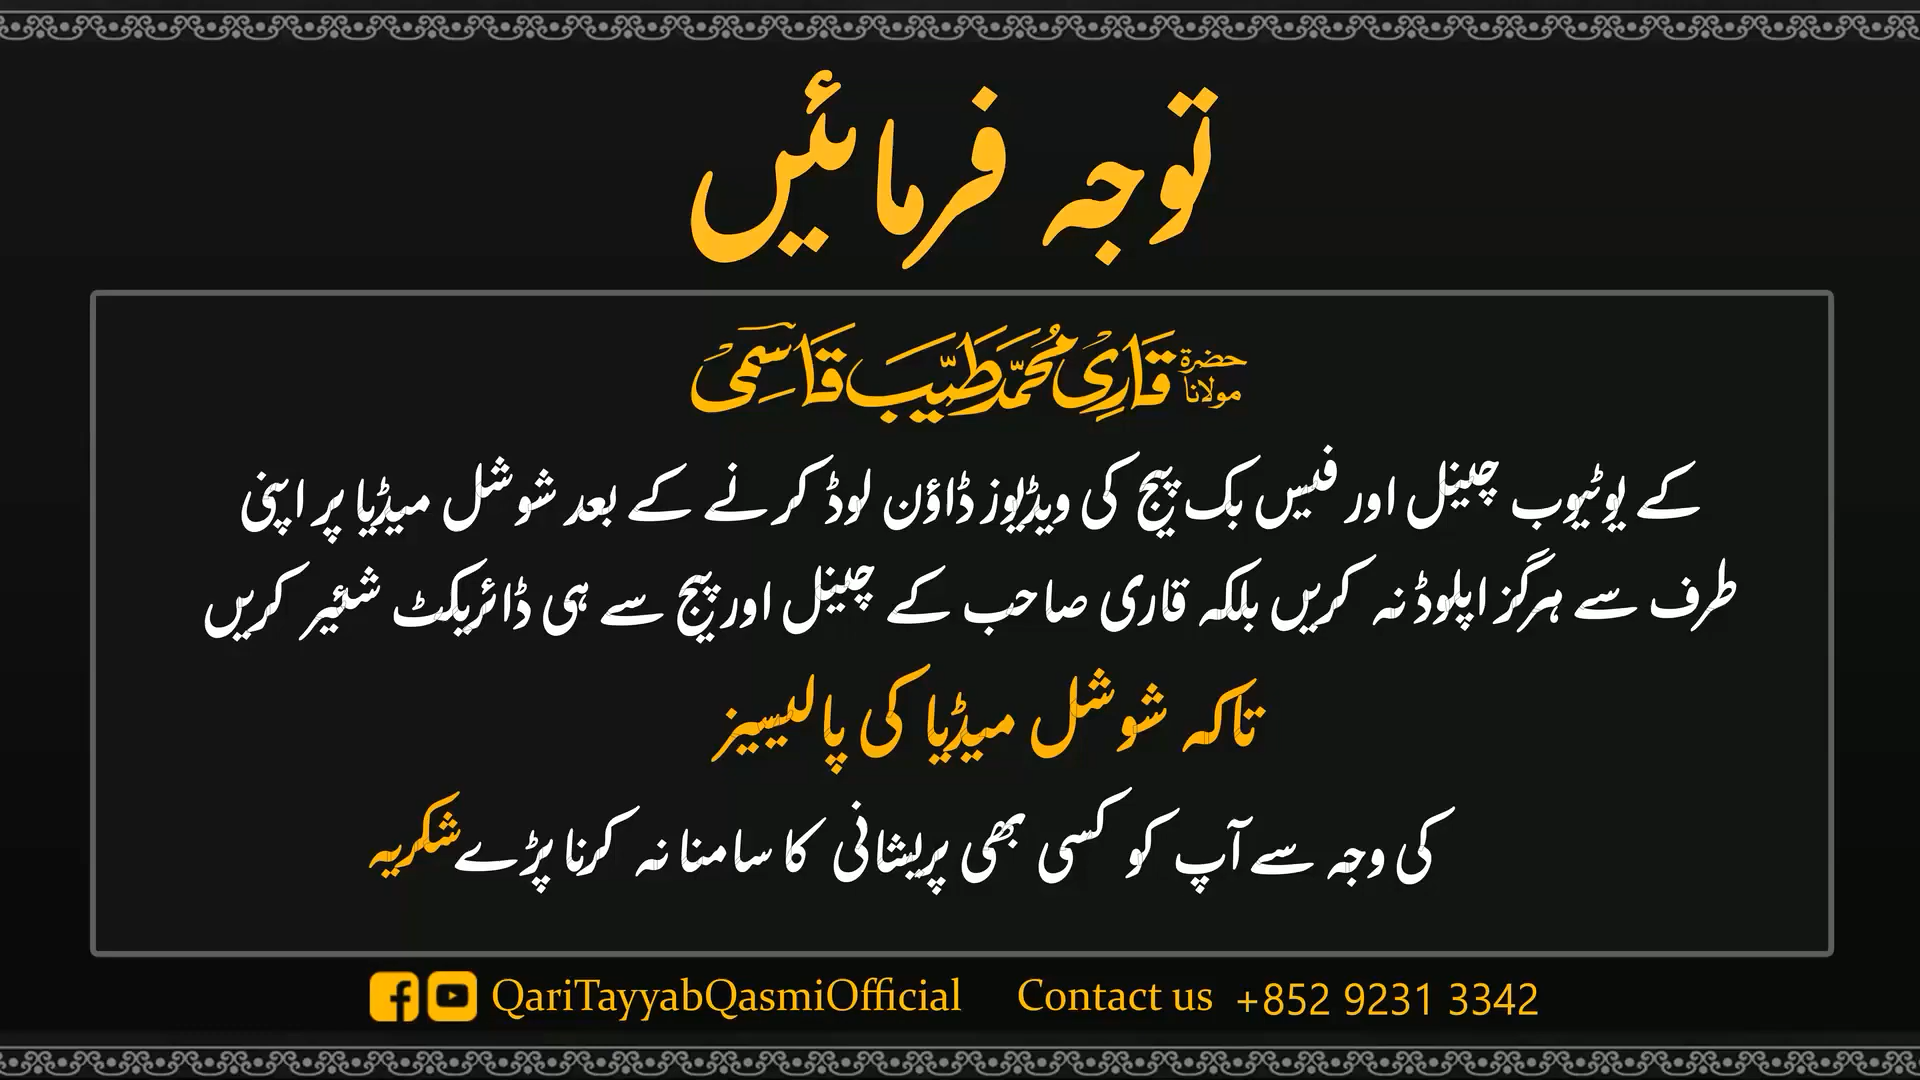 توجہ فرمائیں
حضرۃ مولانا قاری محمد طیب قاسمی
کے یوٹیوب چینل اور فیس بک پیج کی ویڈیوز ڈاؤن لوڈ کرنے کے بعد شوشل میڈیا پر اپنی
طرف سے ہرگز اپلوڈ نہ کریں بلکہ قاری صاحب کے چینل اور پیج سے ہی ڈائریکٹ شئیر کریں
تاکہ شوشل میڈیا کی پالیسیز
کی وجہ سے آپ کو کسی بھی پریشانی کا سامنا نہ کرنا پڑے شکریہ
QariTayyabQasmiOfficial Contact us +852 9231 3342